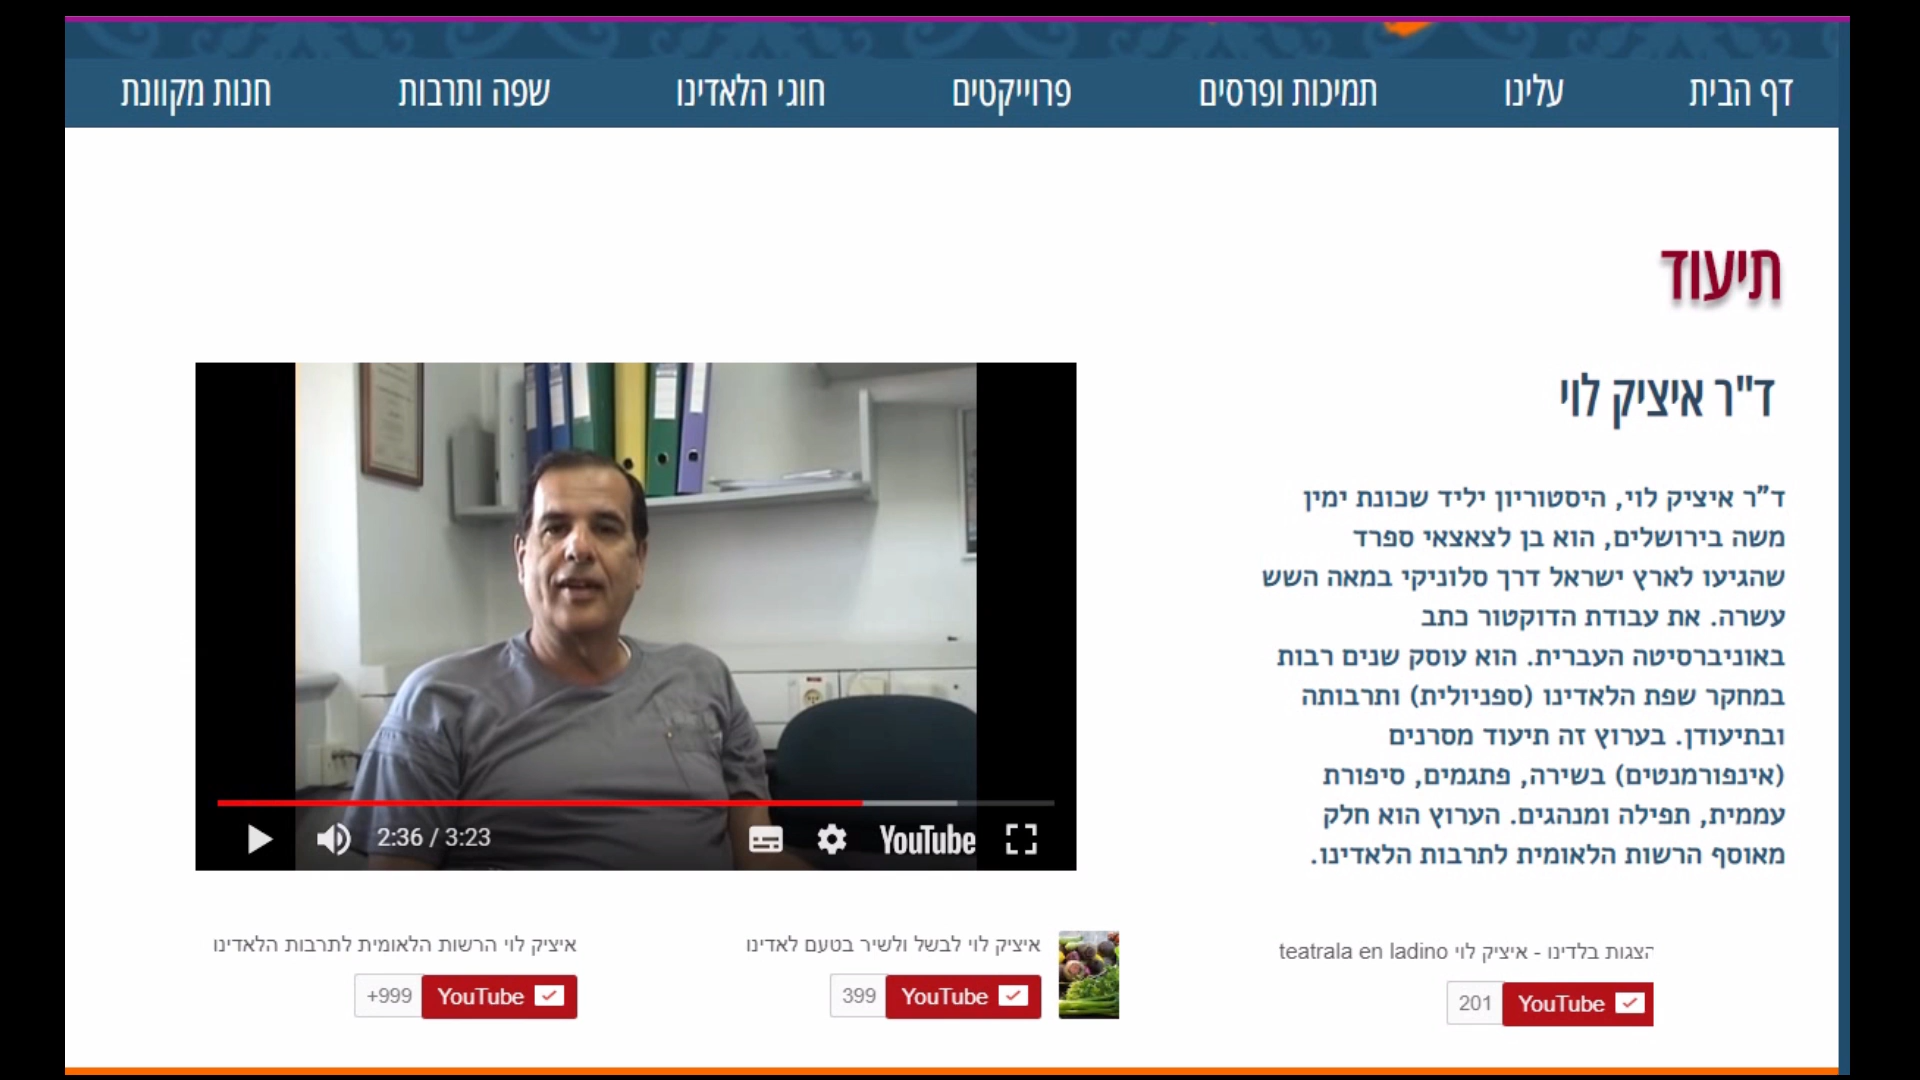 דף הבית
עלינו
תמיכות ופרסים
פרוייקטים
חוגי הלאדינו
שפה ותרבות
חנות מקוונת
תיעוד
ד"ר איציק לוי
ד"ר איציק לוי, היסטוריון יליד שכונת ימין
משה בירושלים, הוא בן לצאצאי ספרד
שהגיעו לארץ ישראל דרך סלוניקי במאה השש
עשרה. את עבודת הדוקטור כתב
באוניברסיטה העברית. הוא עוסק שנים רבות
במחקר שפת הלאדינו (ספניולית) ותרבותה
ובתיעודן. בערוץ זה תיעוד מסרנים
(אינפורמנטים) בשירה, פתגמים, סיפורת
עממית, תפילה ומנהגים. הערוץ הוא חלק
מאוסף הרשות הלאומית לתרבות הלאדינו.
2:36 / 3:23
YouTube
הצגות בלדינו - איציק לוי teatrala en ladino
YouTube 201
איציק לוי לבשל ולשיר בטעם לאדינו
YouTube 399
איציק לוי הרשות הלאומית לתרבות הלאדינו
YouTube 999+